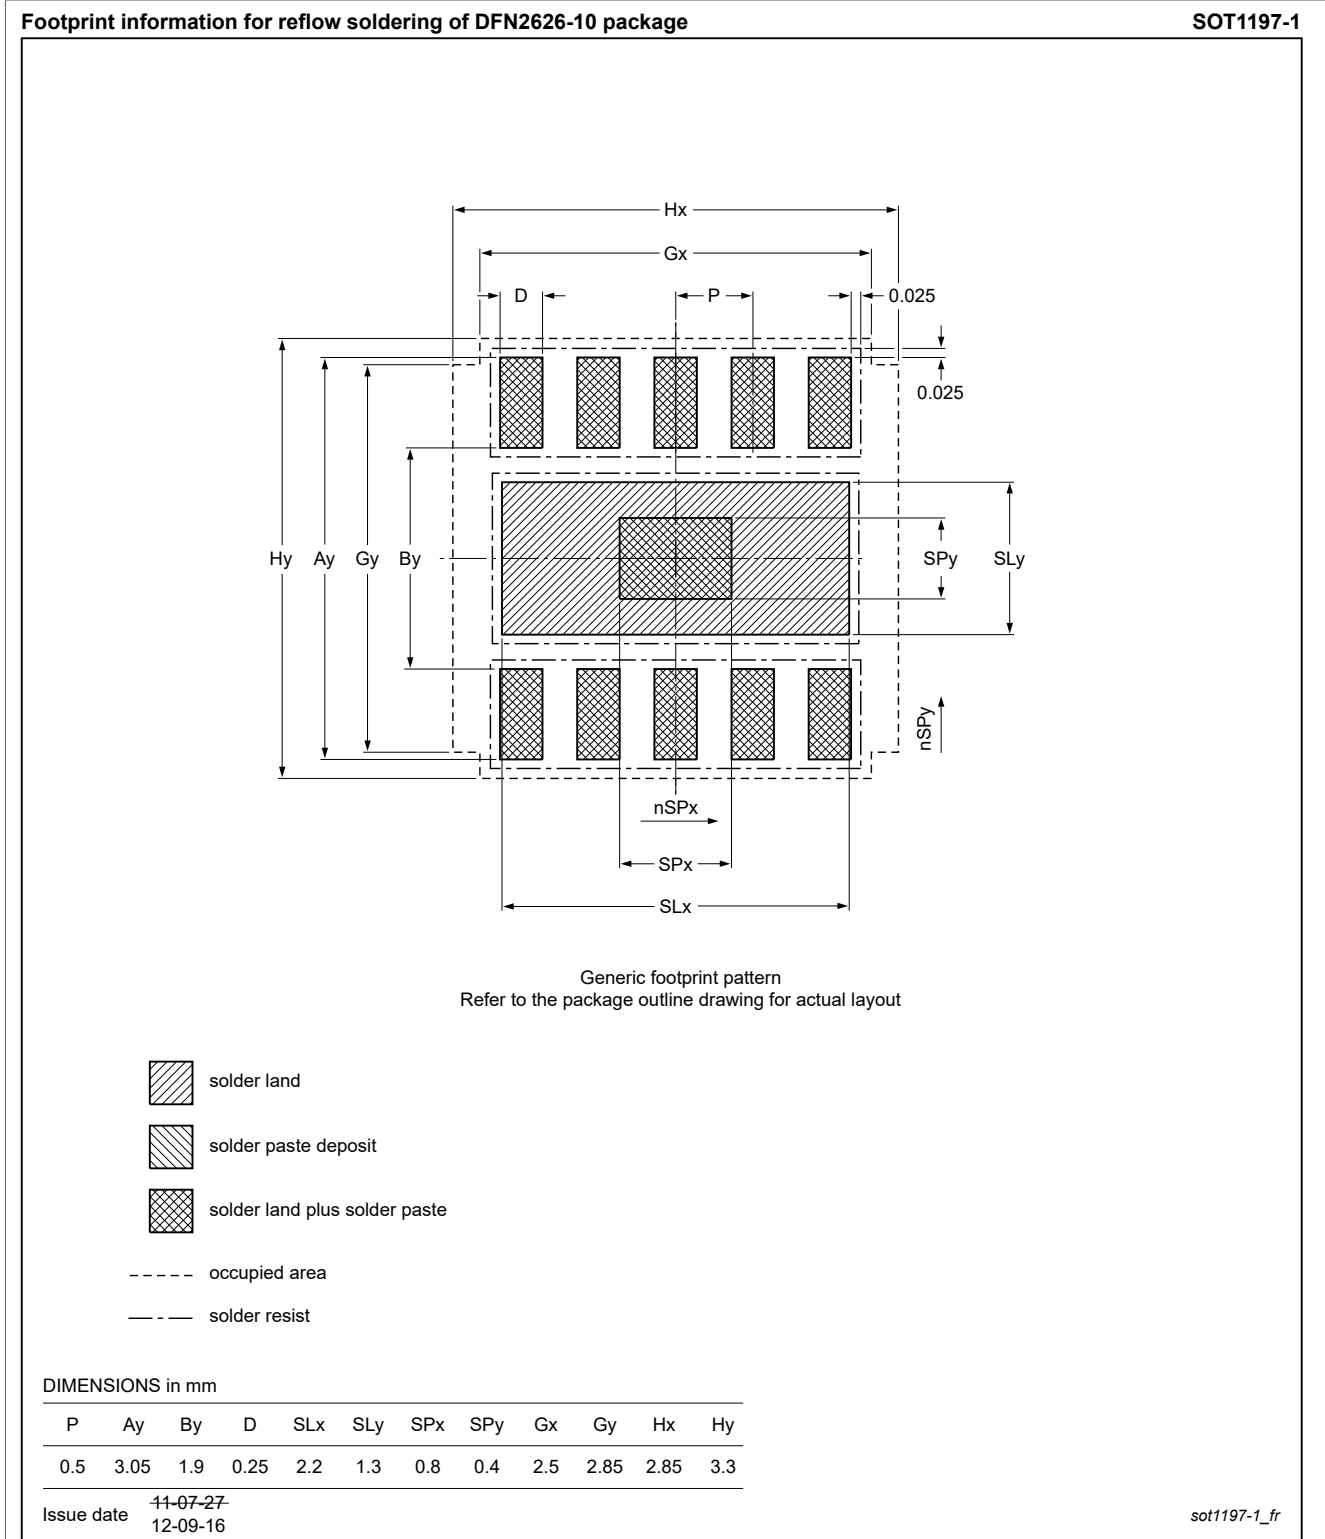 Footprint information for reflow soldering of DFN2626-10 package SOT1197-1
Hx
Gx
D P 0.025
0.025
Hy Ay Gy By SPy SLy
nSPy
nSPx
SPx
SLx
Generic footprint pattern
Refer to the package outline drawing for actual layout
solder land
solder paste deposit
solder land plus solder paste
occupied area
solder resist
DIMENSIONS in mm
P Ay By D SLx SLy SPx SPy Gx Gy Hx Hy
0.5 3.05 1.9 0.25 2.2 1.3 0.8 0.4 2.5 2.85 2.85 3.3
Issue date 11-07-27
12-09-16
sot1197-1_fr